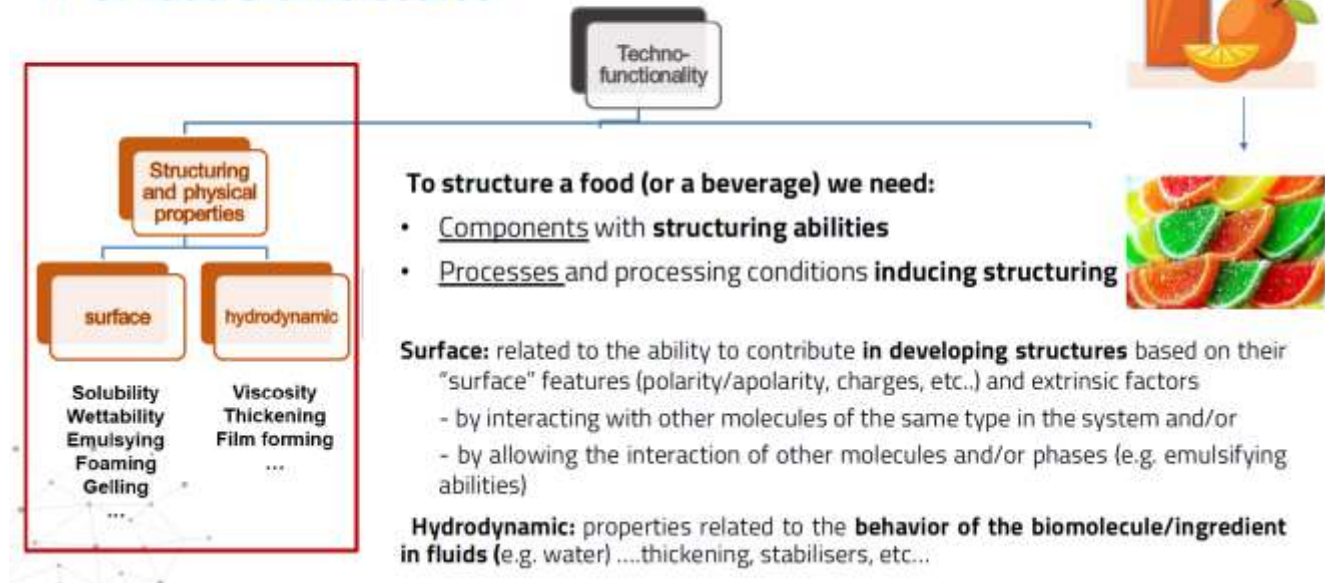 Techno-
functionality
Structuring
and physical
properties
surface
hydrodynamic
Solubility
Wettability
Emulsying
Foaming
Gelling
...
Viscosity
Thickening
Film forming
...
To structure a food (or a beverage) we need:
• Components with structuring abilities
• Processes and processing conditions inducing structuring
Surface: related to the ability to contribute in developing structures based on their
"surface" features (polarity/apolarity, charges, etc..) and extrinsic factors
- by interacting with other molecules of the same type in the system and/or
- by allowing the interaction of other molecules and/or phases (e.g. emulsifying
abilities)
Hydrodynamic: properties related to the behavior of the biomolecule/ingredient
in fluids (e.g. water) ....thickening, stabilisers, etc...